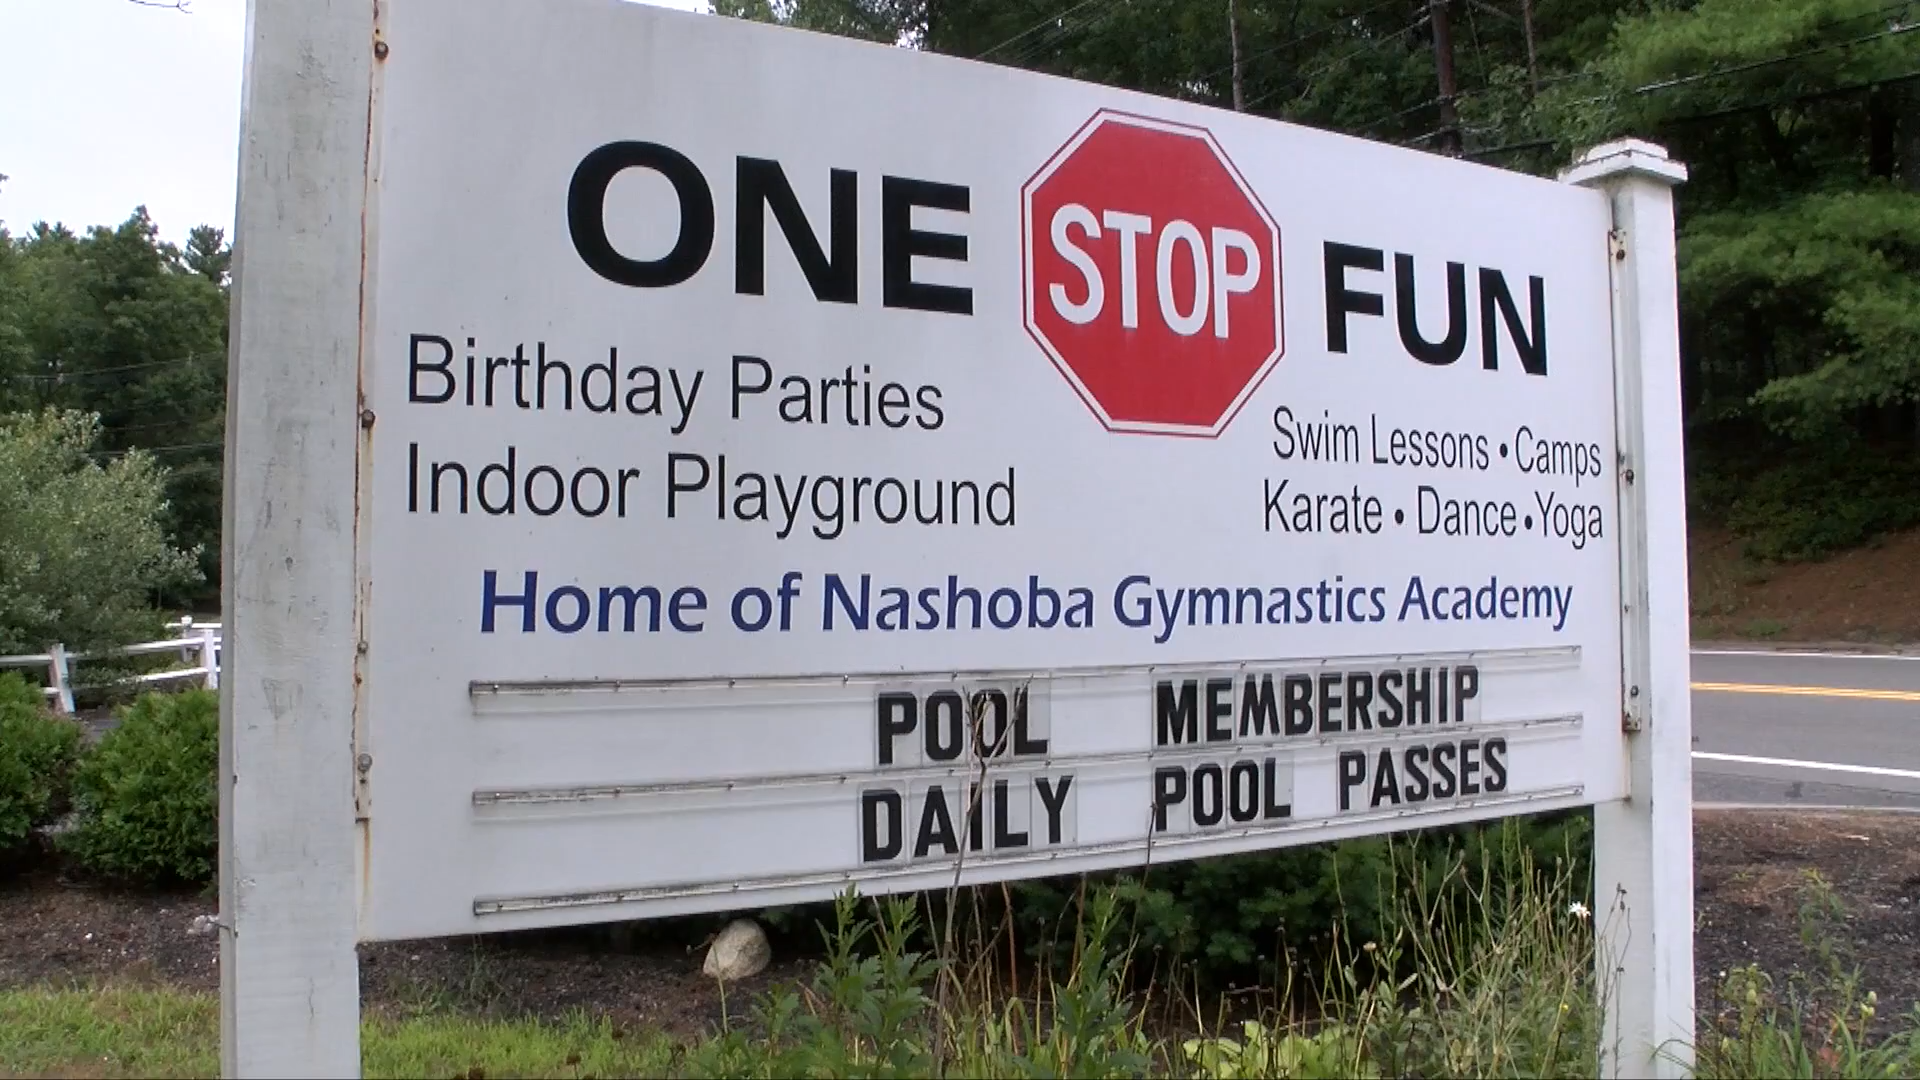 ONE STOP FUN
Birthday Parties
Indoor Playground
Swim Lessons • Camps
Karate • Dance • Yoga
Home of Nashoba Gymnastics Academy
POOL MEMBERSHIP
DAILY POOL PASSES